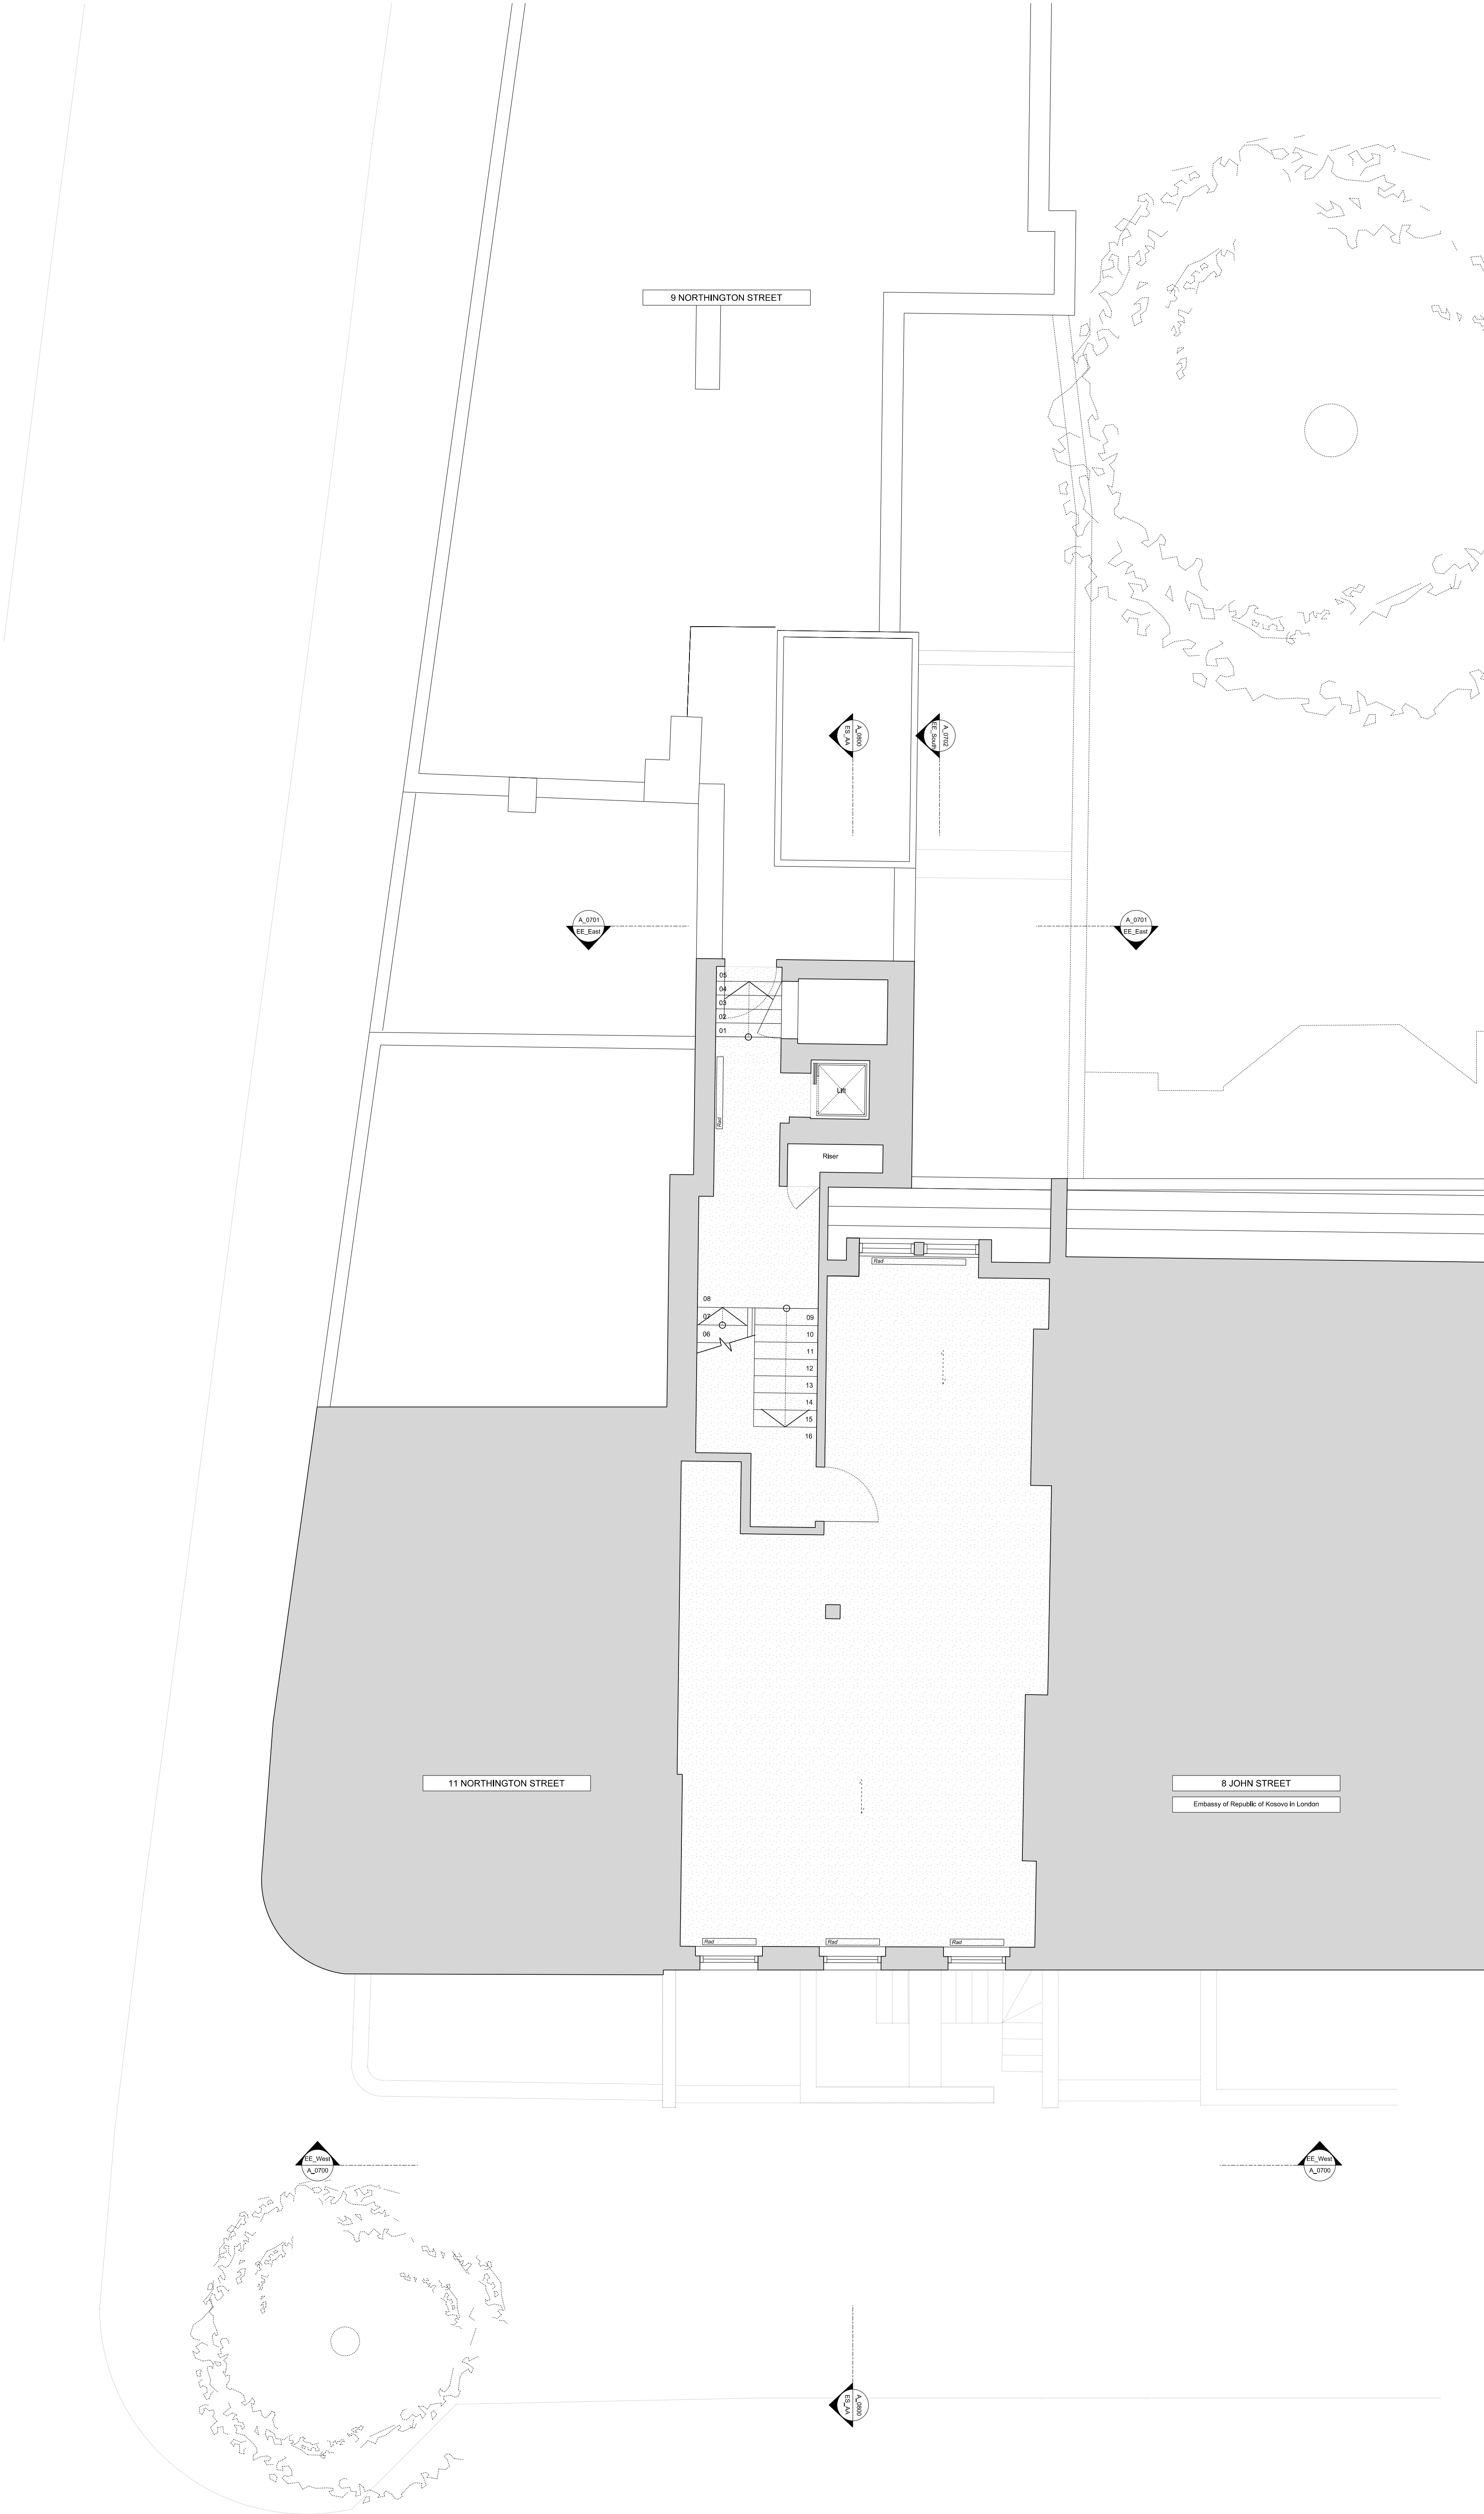 9 NORTHINGTON STREET
A_0800
ES_AA
A_0702
EE_South
A_0701
EE_East
A_0701
EE_East
05
04
03
02
01
Lift
Rad
Riser
Rad
08
07
06
09
10
11
12
13
14
15
16
11 NORTHINGTON STREET
8 JOHN STREET
Embassy of Republic of Kosovo in London
Rad
Rad
Rad
EE_West
A_0700
EE_West
A_0700
A_0800
ES_AA